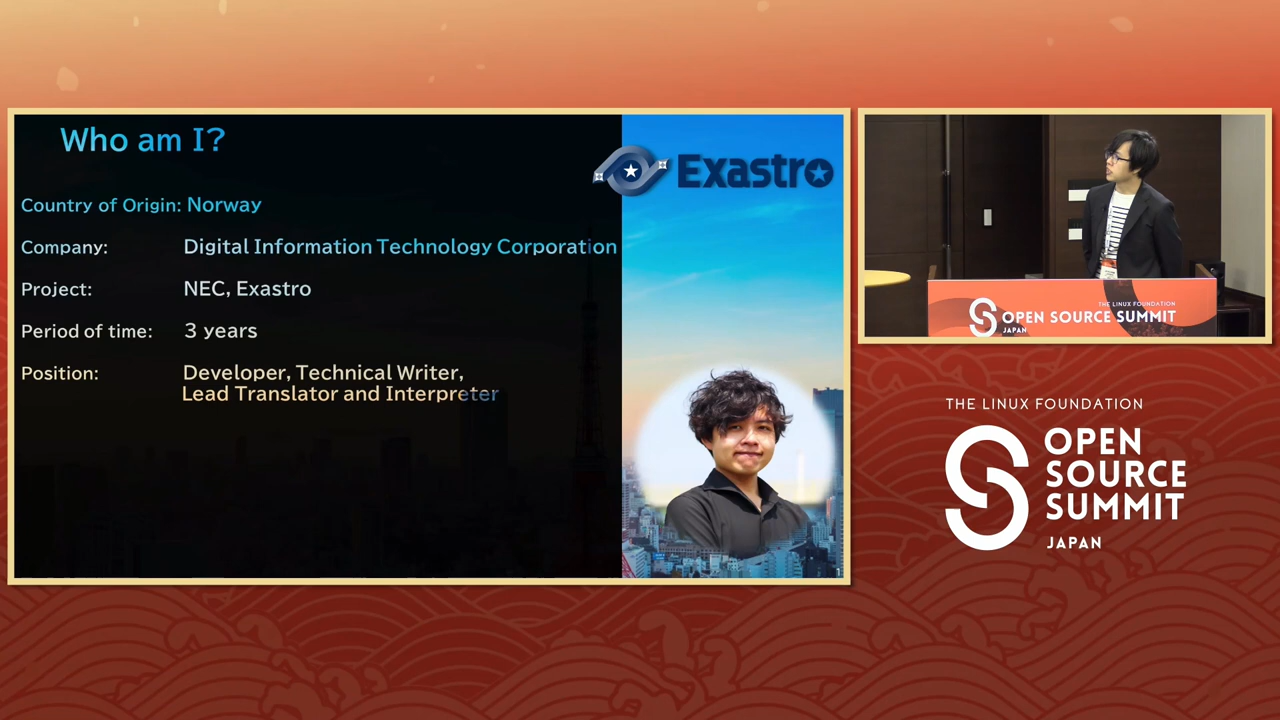 Who am I?
Exastro
Country of Origin: Norway
Company: Digital Information Technology Corporation
Project: NEC, Exastro
Period of time: 3 years
Position: Developer, Technical Writer,
Lead Translator and Interpreter
THE LINUX FOUNDATION
OPEN SOURCE SUMMIT
JAPAN
THE LINUX FOUNDATION
OPEN
SOURCE
SUMMIT
JAPAN